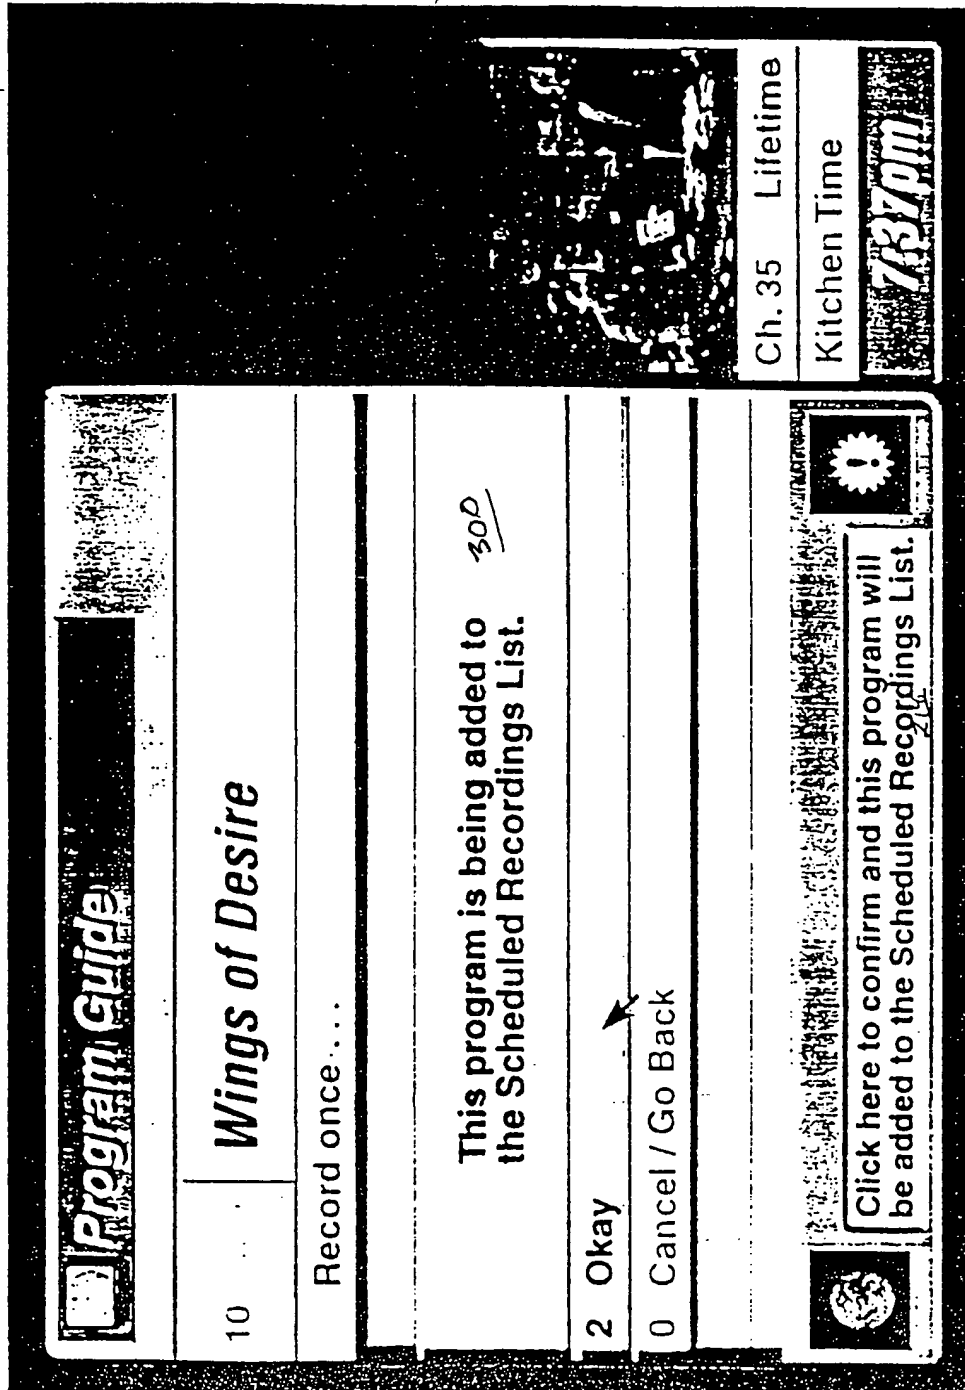 Program Guide
10 Wings of Desire
Record once...
This program is being added to
the Scheduled Recordings List.
300
2 Okay
0 Cancel / Go Back
!
Click here to confirm and this program will
be added to the Scheduled Recordings List.
Ch. 35 Lifetime
Kitchen Time
7:37pm